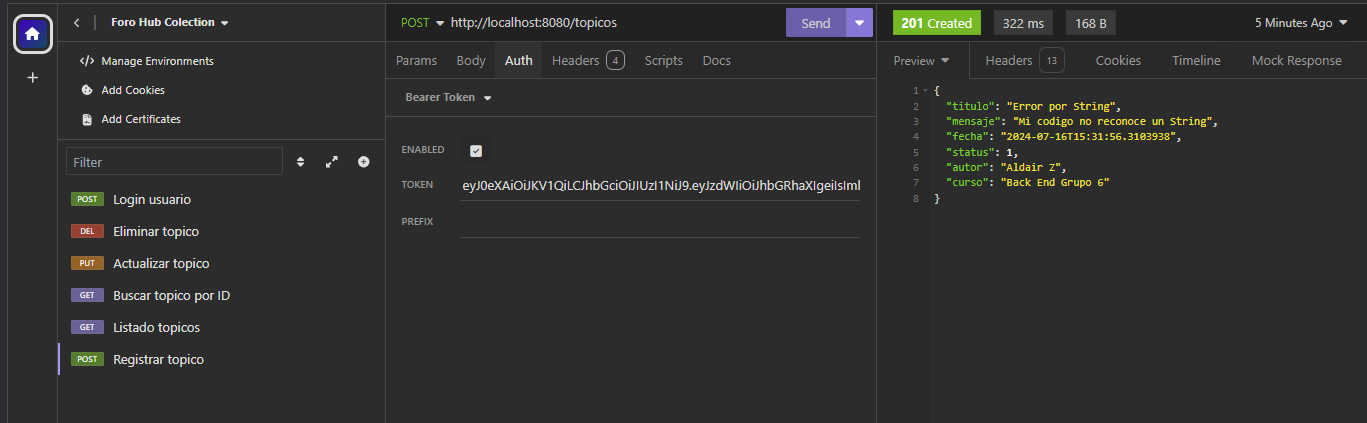 Foro Hub Colection
Manage Environments
Add Cookies
Add Certificates
Filter
POST Login usuario
DEL Eliminar topico
PUT Actualizar topico
GET Buscar topico por ID
GET Listado topicos
POST Registrar topico
POST http://localhost:8080/topicos
Send
Params Body Auth Headers 4 Scripts Docs
Bearer Token
ENABLED
TOKEN eyJ0eXAiOiJKV1QiLCJhbGciOiJIUzI1NiJ9.eyJzdWIiOiJhbGRhaXIgeiIsImI
PREFIX
201 Created 322 ms 168 B 5 Minutes Ago
Preview Headers 13 Cookies Timeline Mock Response
1 {
2 "titulo": "Error por String",
3 "mensaje": "Mi codigo no reconoce un String",
4 "fecha": "2024-07-16T15:31:56.3103938",
5 "status": 1,
6 "autor": "Aldair Z",
7 "curso": "Back End Grupo 6"
8 }